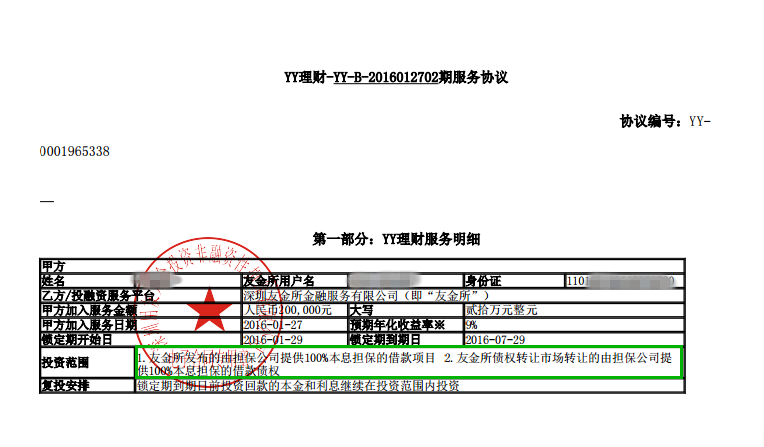 YY理财-YY-B-2016012702期服务协议
协议编号：YY-
0001965338
第一部分：YY理财服务明细
甲方
姓名 友金所用户名 身份证 1101 0
乙方/投融资服务平台 深圳友金所金融服务有限公司（即“友金所”）
甲方加入服务金额 人民币200,000元 大写 贰拾万元整元
甲方加入服务日期 2016-01-27 预期年化收益率※ 9%
锁定期开始日 2016-01-29 锁定期到期日 2016-07-29
投资范围 1.友金所发布的由担保公司提供100%本息担保的借款项目 2.友金所债权转让市场转让的由担保公司提
供100%本息担保的借款债权
复投安排 锁定期到期日前投资回款的本金和利息继续在投资范围内投资